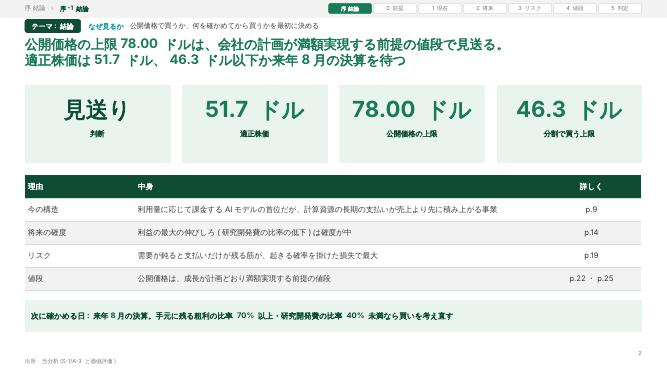 序 結論 › 序-1 結論
序 結論 0 前提 1 現在 2 将来 3 リスク 4 値段 5 判定
テーマ：結論 なぜ見るか 公開価格で買うか、何を確かめてから買うかを最初に決める
公開価格の上限 78.00 ドルは、会社の計画が満額実現する前提の値段で見送る。
適正株価は 51.7 ドル、 46.3 ドル以下か来年 8 月の決算を待つ
見送り
判断
51.7 ドル
適正株価
78.00 ドル
公開価格の上限
46.3 ドル
分割で買う上限
理由 中身 詳しく
今の構造 利用量に応じて課金する AI モデルの首位だが、計算資源の長期の支払いが売上より先に積み上がる事業 p.9
将来の確度 利益の最大の伸びしろ ( 研究開発費の比率の低下 ) は確度が中 p.14
リスク 需要が鈍ると支払いだけが残る筋が、起きる確率を掛けた損失で最大 p.19
値段 公開価格は、成長が計画どおり満額実現する前提の値段 p.22 · p.25
次に確かめる日：来年 8 月の決算。手元に残る粗利の比率 70% 以上・研究開発費の比率 40% 未満なら買いを考え直す
2
出所：当分析 (S-1/A-3 と価値評価 )